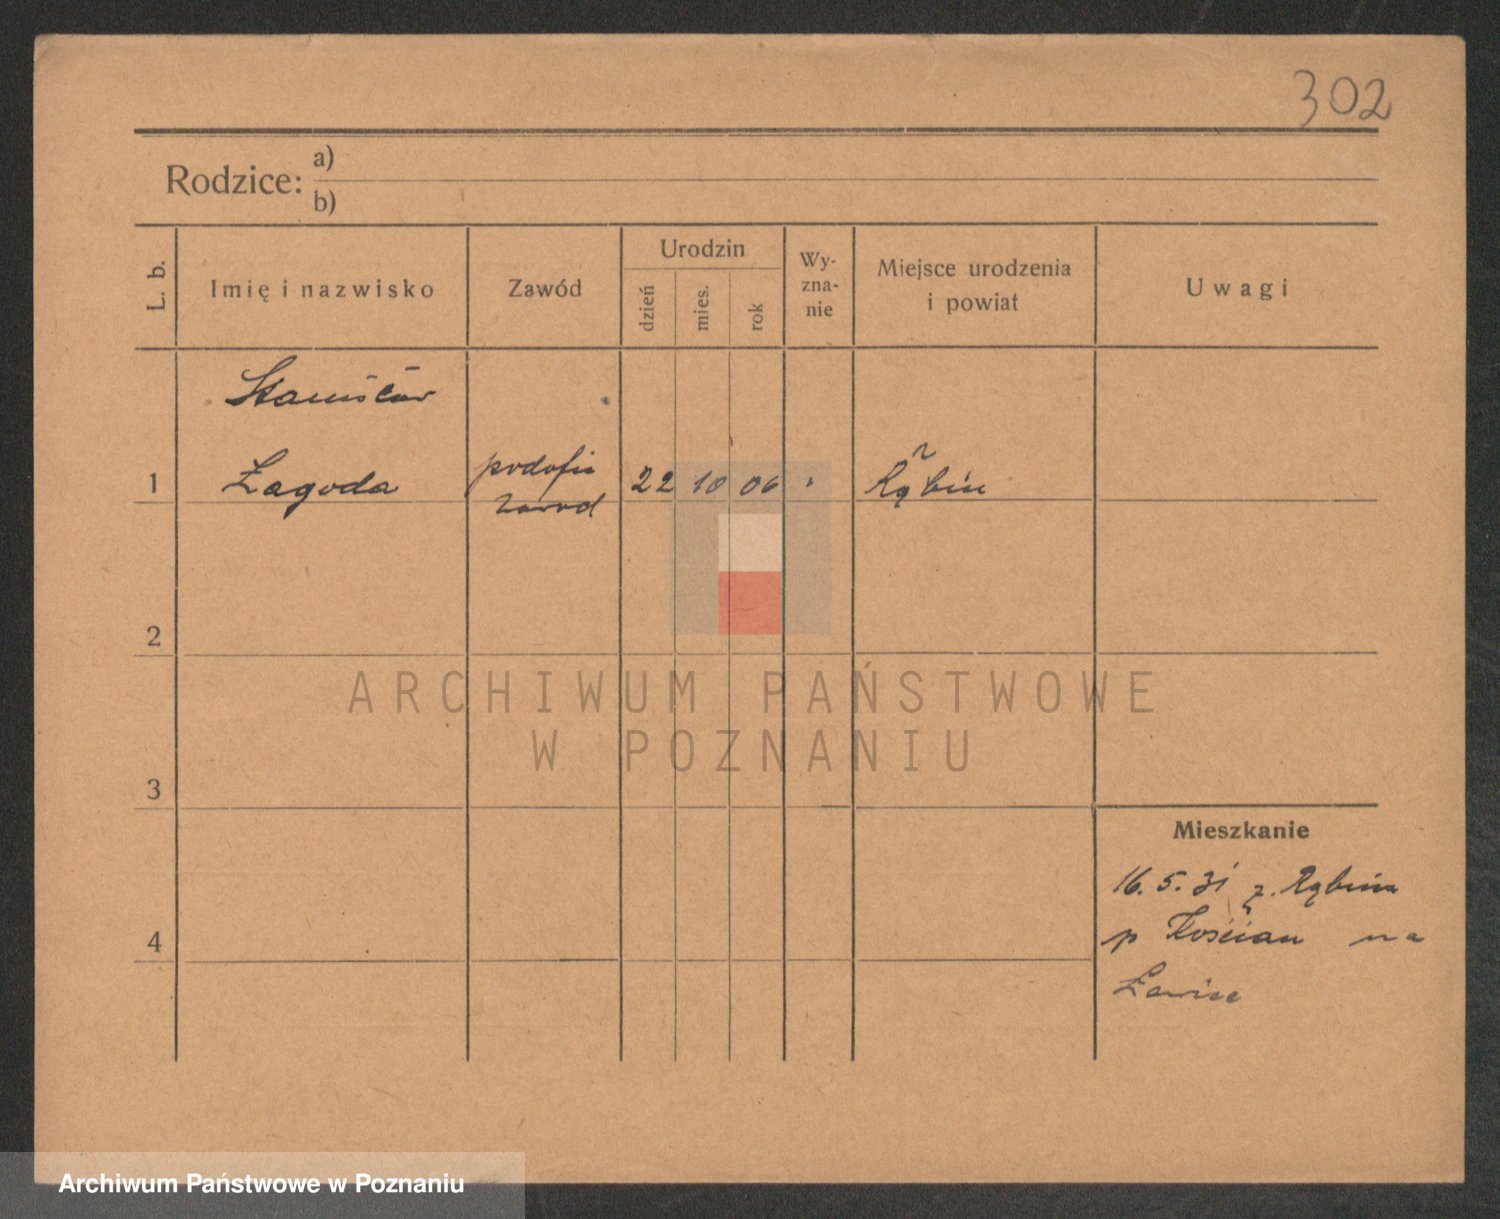 302
Rodzice: a)
b)
L. b.
Imię i nazwisko
Zawód
Urodzin
dzień
mies.
rok
Wy-
zna-
nie
Miejsce urodzenia
i powiat
Uwagi
Stanisław
1 Łagoda podofic 22 10 06 Rąbiń
zawod
2
ARCHIWUM PAŃSTWOWE
W POZNANIU
3
Mieszkanie
16.5.31 z. Rąbinia
p Kościan na
4
Ławice
Archiwum Państwowe w Poznaniu